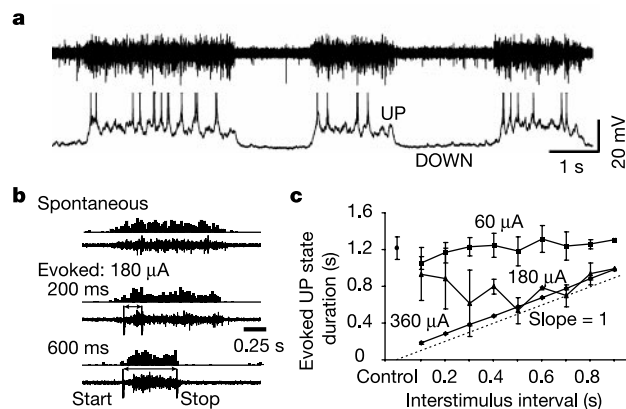 a
UP
DOWN
20 mV
1 s
b
Spontaneous
Evoked: 180 µA
200 ms
0.25 s
600 ms
Start
Stop
c
Evoked UP state
duration (s)
1.6
1.2
0.8
0.4
0
60 µA
180 µA
360 µA
Slope = 1
Control 0.2 0.4 0.6 0.8
Interstimulus interval (s)